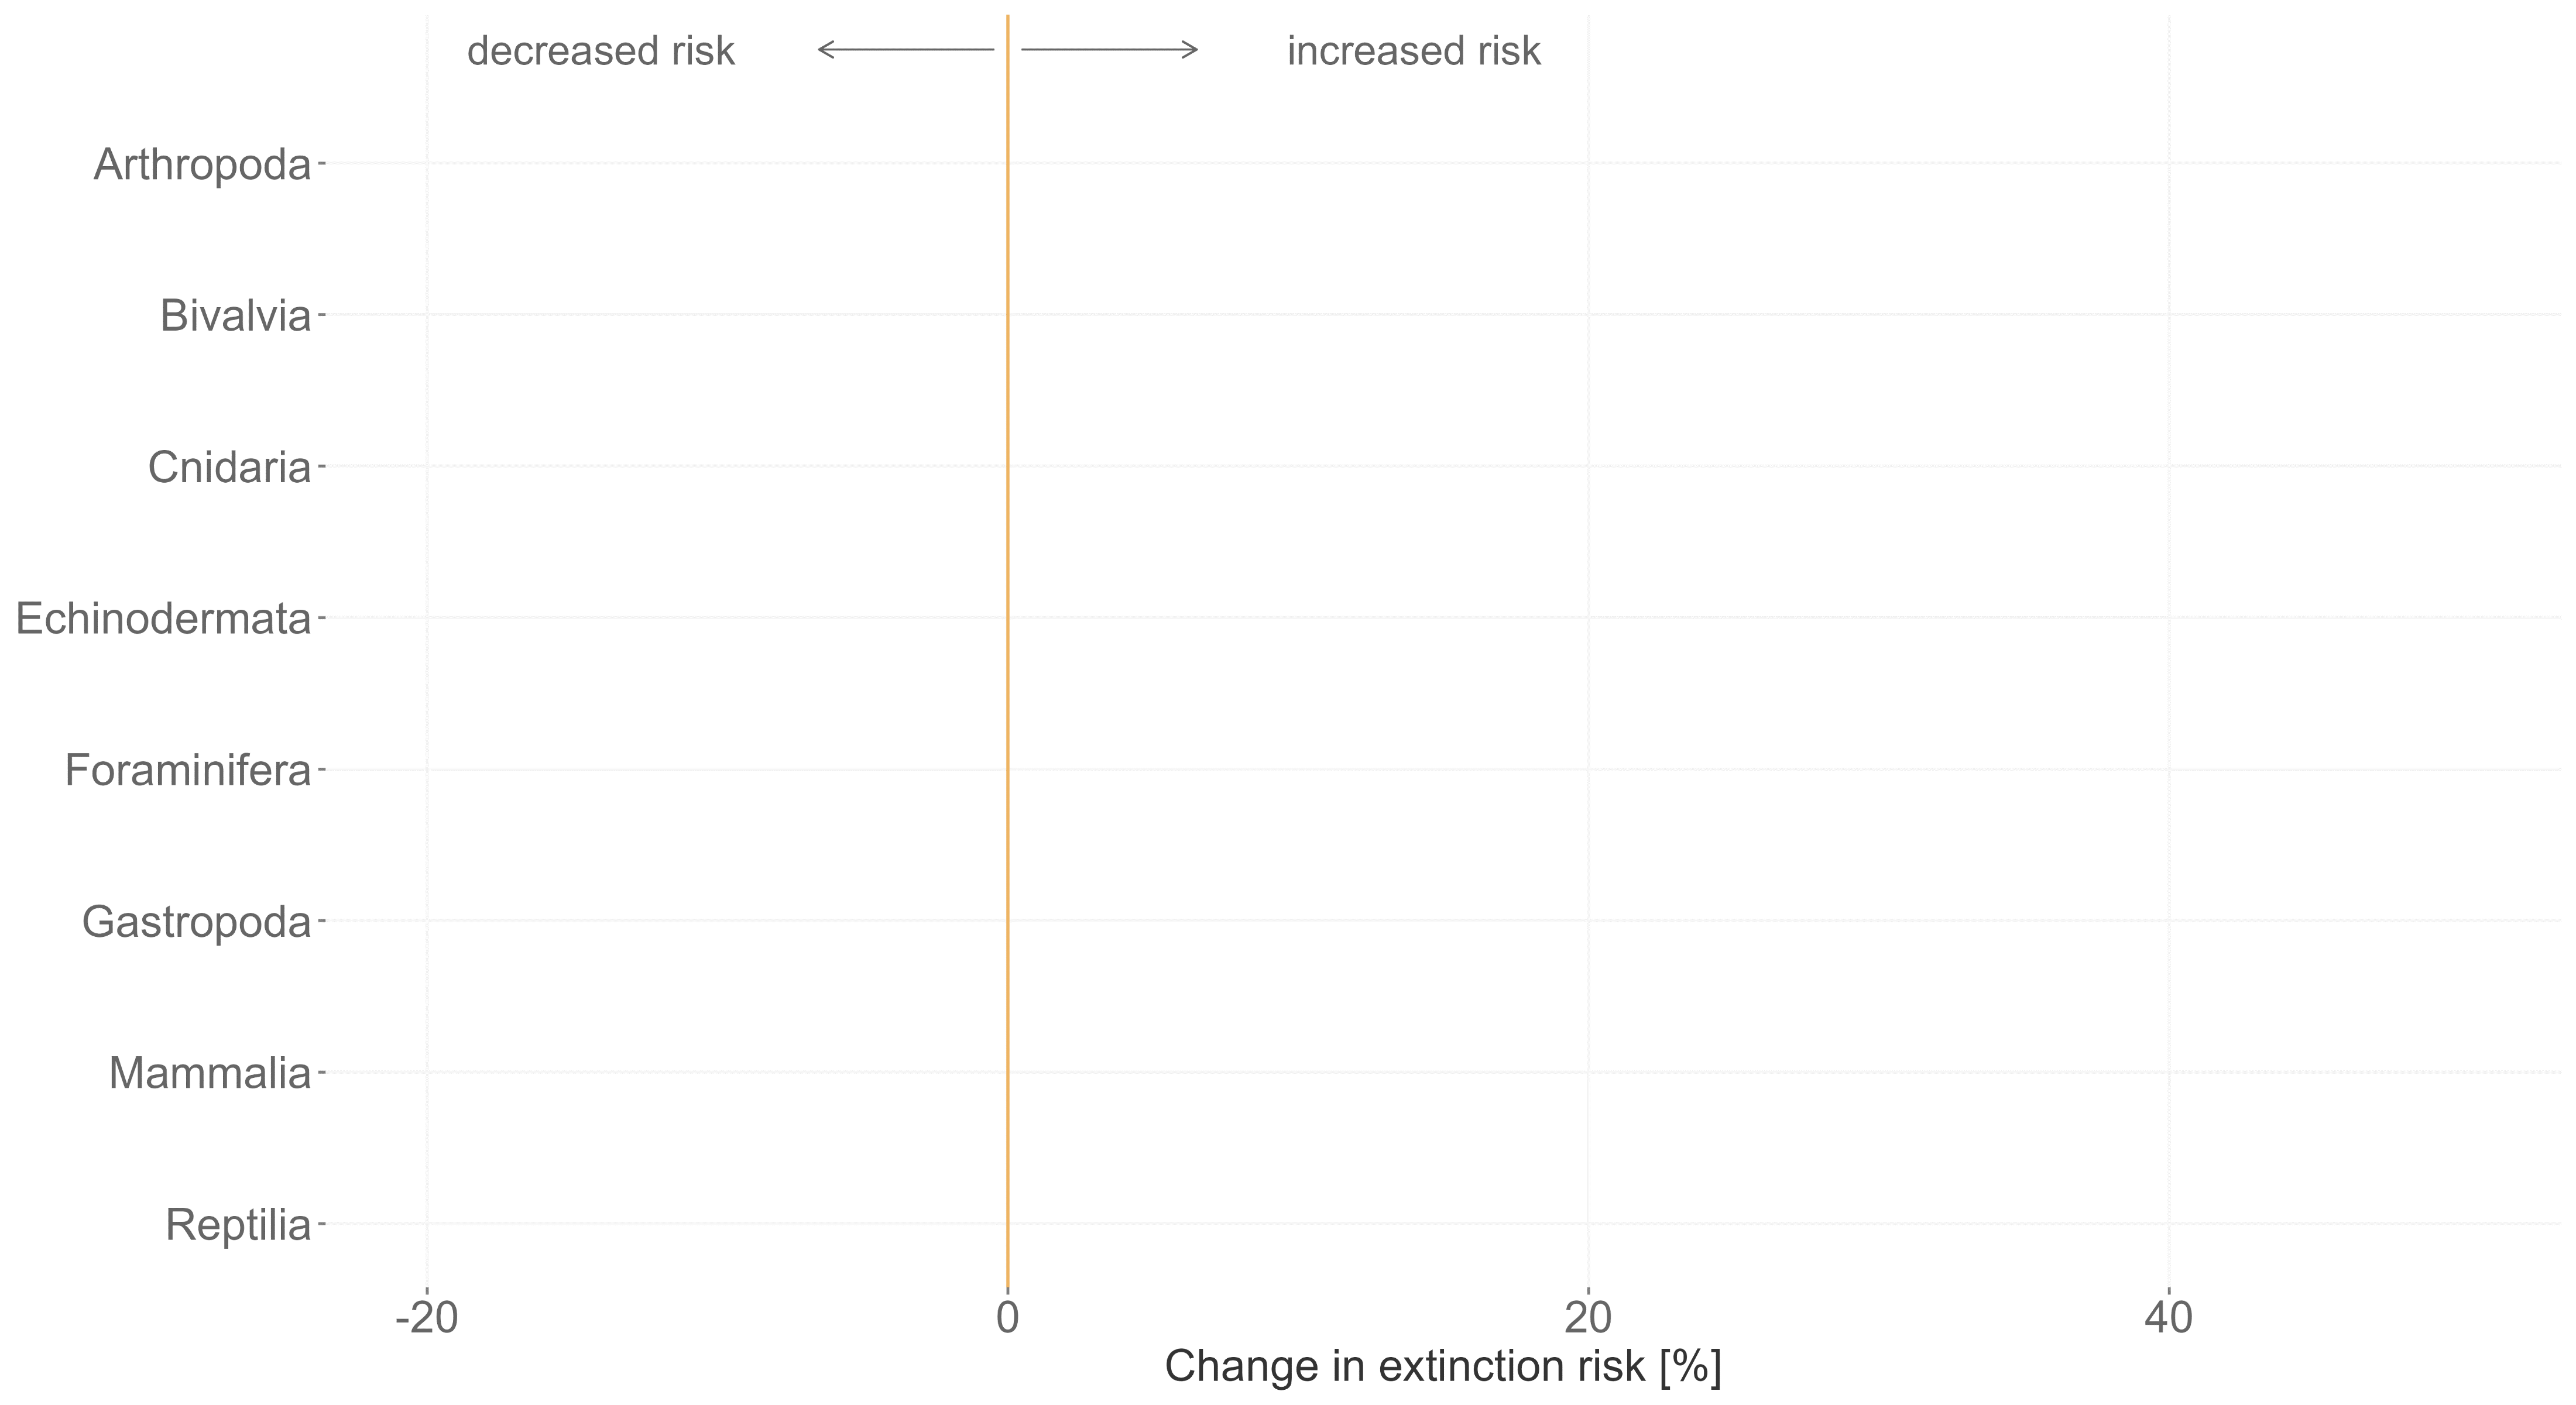 decreased risk increased risk
Arthropoda
Bivalvia
Cnidaria
Echinodermata
Foraminifera
Gastropoda
Mammalia
Reptilia
-20 0 20 40
Change in extinction risk [%]